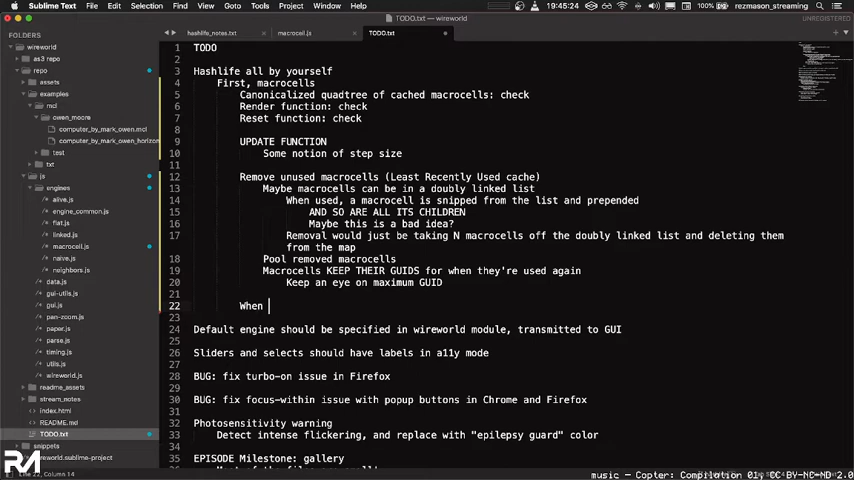 Sublime Text File Edit Selection Find View Goto Tools Project Window Help 100% 19:45:24 rezmason_streaming
TODO.txt — wireworld UNREGISTERED
FOLDERS
wireworld
as3 repo
repo
assets
examples
mcl
owen_moore
computer_by_mark_owen.mcl
computer_by_mark_owen_horizon
test
txt
js
engines
alive.js
engine_common.js
flat.js
linked.js
macrocell.js
naive.js
neighbors.js
data.js
gui-utils.js
gui.js
pan-zoom.js
paper.js
parse.js
timing.js
utils.js
wireworld.js
readme_assets
stream_notes
index.html
README.md
TODO.txt
snippets
wireworld.sublime-project
hashlife_notes.txt macrocell.js TODO.txt
1 TODO
2
3 Hashlife all by yourself
4 First, macrocells
5 Canonicalized quadtree of cached macrocells: check
6 Render function: check
7 Reset function: check
8
9 UPDATE FUNCTION
10 Some notion of step size
11
12 Remove unused macrocells (Least Recently Used cache)
13 Maybe macrocells can be in a doubly linked list
14 When used, a macrocell is snipped from the list and prepended
15 AND SO ARE ALL ITS CHILDREN
16 Maybe this is a bad idea?
17 Removal would just be taking N macrocells off the doubly linked list and deleting them
from the map
18 Pool removed macrocells
19 Macrocells KEEP THEIR GUIDS for when they're used again
20 Keep an eye on maximum GUID
21
22 When
23
24 Default engine should be specified in wireworld module, transmitted to GUI
25
26 Sliders and selects should have labels in a11y mode
27
28 BUG: fix turbo-on issue in Firefox
29
30 BUG: fix focus-within issue with popup buttons in Chrome and Firefox
31
32 Photosensitivity warning
33 Detect intense flickering, and replace with "epilepsy guard" color
34
35 EPISODE Milestone: gallery
RM
Line 22, Column 14
music - Copter: Compilation 01, CC BY-NC-ND 2.0